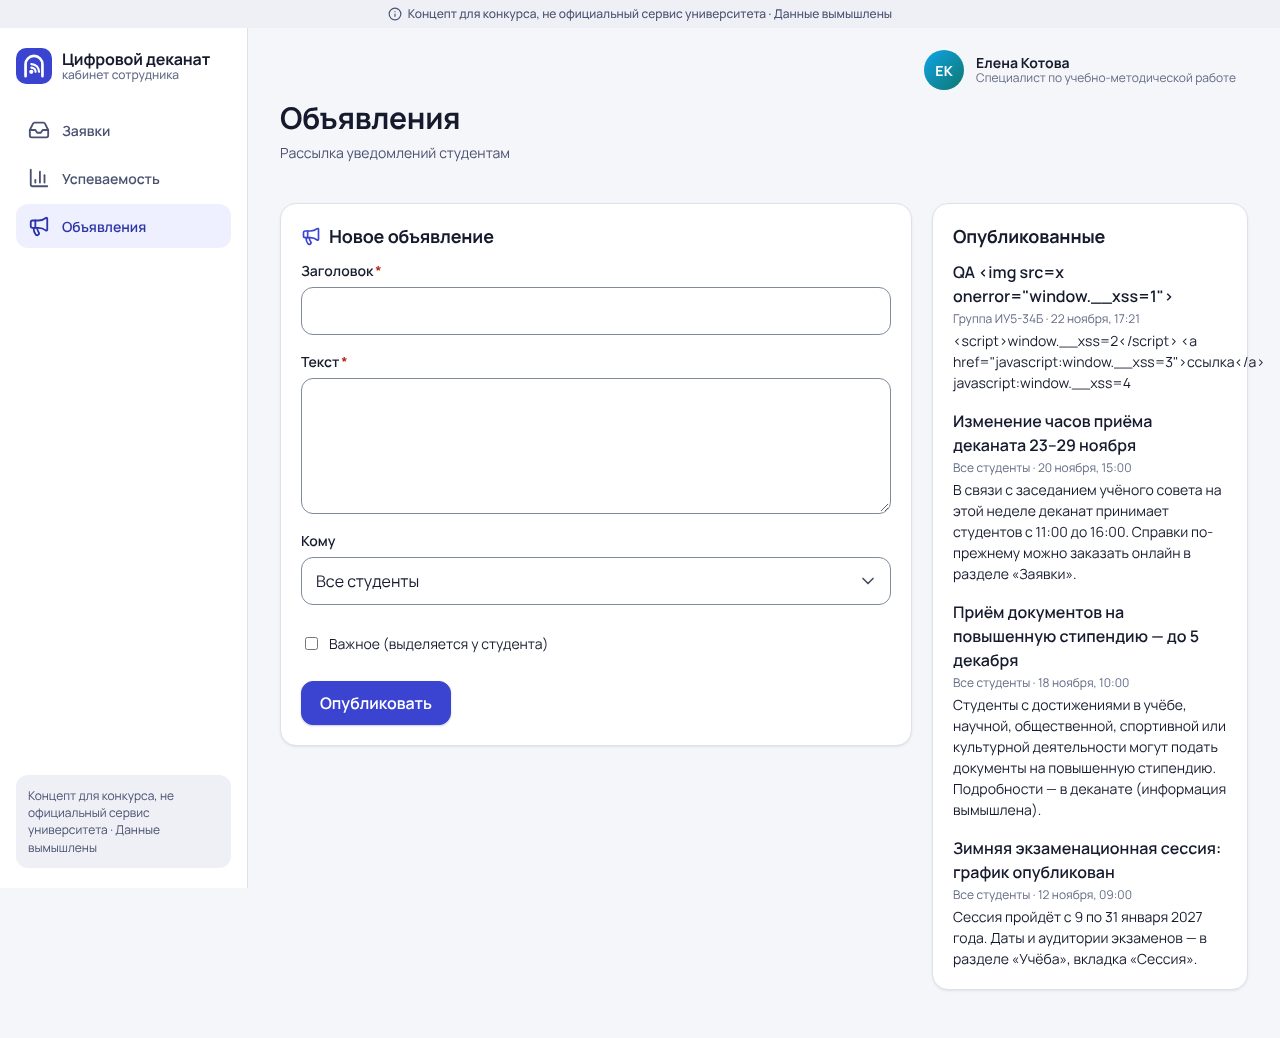 Концепт для конкурса, не официальный сервис университета · Данные вымышлены
Цифровой деканат
кабинет сотрудника
Заявки
Успеваемость
Объявления
Концепт для конкурса, не
официальный сервис
университета · Данные
вымышлены
ЕК
Елена Котова
Специалист по учебно-методической работе
Объявления
Рассылка уведомлений студентам
Новое объявление
Заголовок*
Текст*
Кому
Все студенты
Важное (выделяется у студента)
Опубликовать
Опубликованные
QA <img src=x
onerror="window.__xss=1">
Группа ИУ5-34Б · 22 ноября, 17:21
<script>window.__xss=2</script> <a
href="javascript:window.__xss=3">ссылка</a>
javascript:window.__xss=4
Изменение часов приёма
деканата 23–29 ноября
Все студенты · 20 ноября, 15:00
В связи с заседанием учёного совета на
этой неделе деканат принимает
студентов с 11:00 до 16:00. Справки по-
прежнему можно заказать онлайн в
разделе «Заявки».
Приём документов на
повышенную стипендию — до 5
декабря
Все студенты · 18 ноября, 10:00
Студенты с достижениями в учёбе,
научной, общественной, спортивной или
культурной деятельности могут подать
документы на повышенную стипендию.
Подробности — в деканате (информация
вымышлена).
Зимняя экзаменационная сессия:
график опубликован
Все студенты · 12 ноября, 09:00
Сессия пройдёт с 9 по 31 января 2027
года. Даты и аудитории экзаменов — в
разделе «Учёба», вкладка «Сессия».